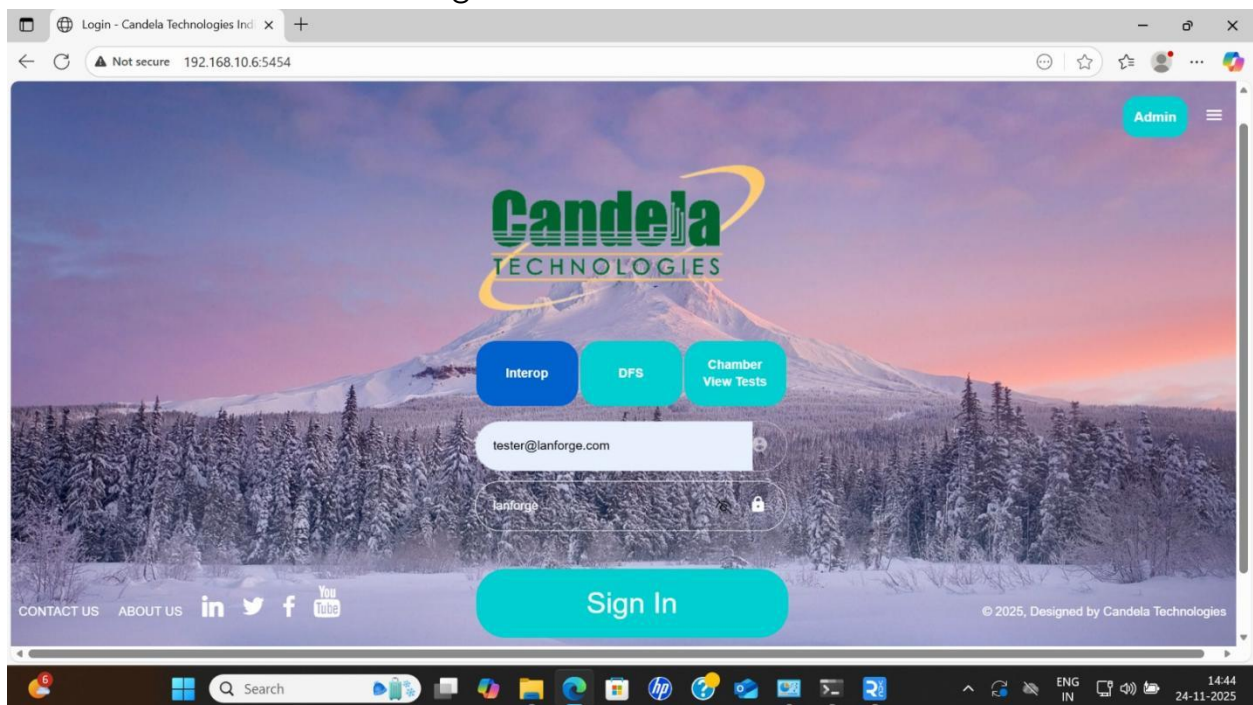 Login - Candela Technologies Ind
Not secure 192.168.10.6:5454
Admin
Candela
TECHNOLOGIES
Interop
DFS
Chamber
View Tests
tester@lanforge.com
lanforge
Sign In
CONTACT US ABOUT US in f You Tube
© 2025, Designed by Candela Technologies
6
Search
hp
ENG
IN
14:44
24-11-2025